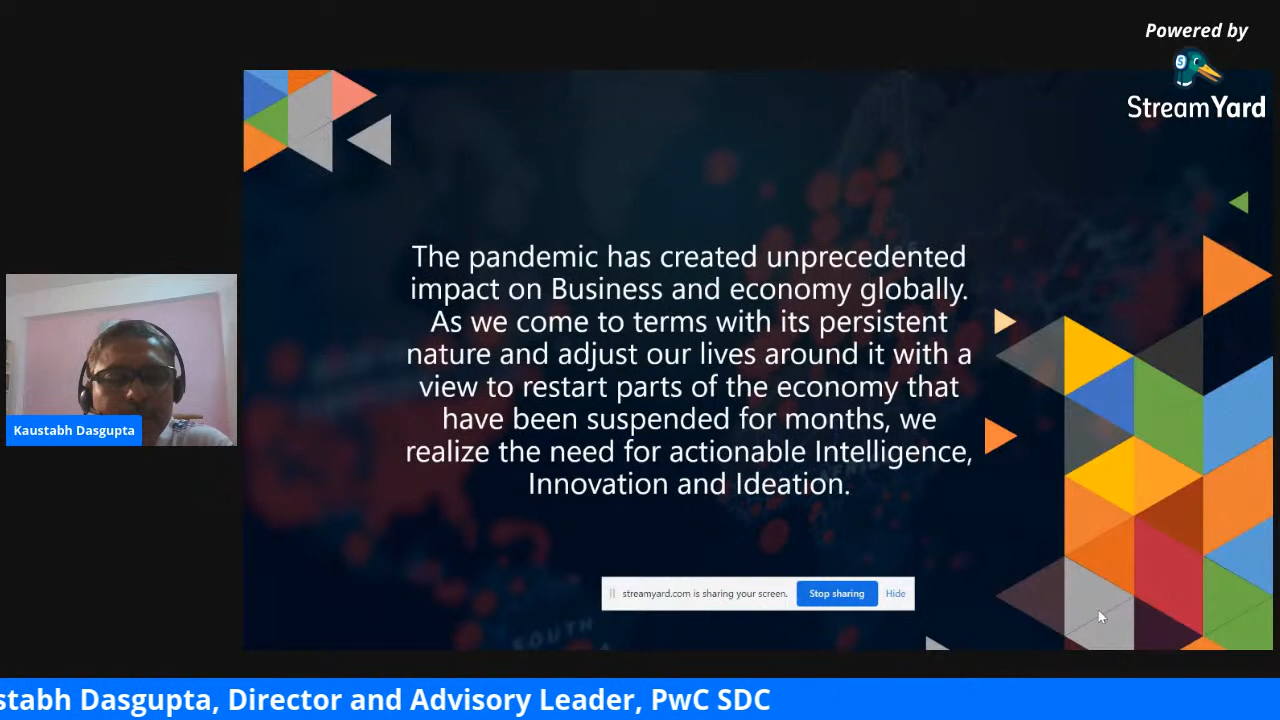 Powered by
StreamYard
The pandemic has created unprecedented
impact on Business and economy globally.
As we come to terms with its persistent
nature and adjust our lives around it with a
view to restart parts of the economy that
have been suspended for months, we
realize the need for actionable Intelligence,
Innovation and Ideation.
Kaustabh Dasgupta
streamyard.com is sharing your screen.
Stop sharing
Hide
SOUTH
stabh Dasgupta, Director and Advisory Leader, PwC SDC